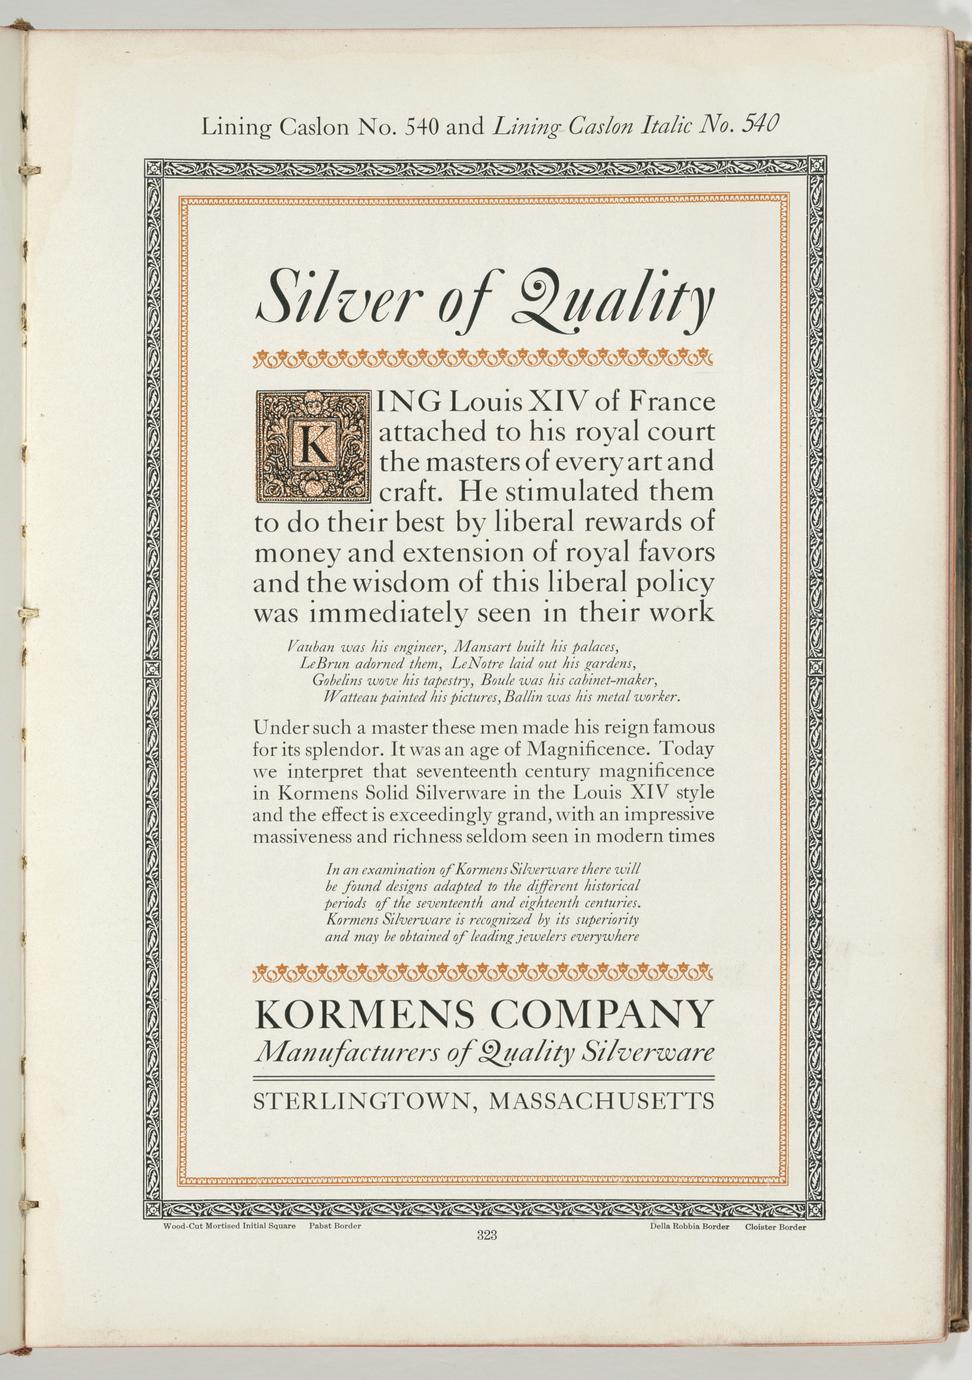 Lining Caslon No. 540 and Lining Caslon Italic No. 540
Silver of Quality
KING Louis XIV of France
attached to his royal court
the masters of every art and
craft. He stimulated them
to do their best by liberal rewards of
money and extension of royal favors
and the wisdom of this liberal policy
was immediately seen in their work
Vauban was his engineer, Mansart built his palaces,
LeBrun adorned them, LeNotre laid out his gardens,
Gobelins wove his tapestry, Boule was his cabinet-maker,
Watteau painted his pictures, Ballin was his metal worker.
Under such a master these men made his reign famous
for its splendor. It was an age of Magnificence. Today
we interpret that seventeenth century magnificence
in Kormens Solid Silverware in the Louis XIV style
and the effect is exceedingly grand, with an impressive
massiveness and richness seldom seen in modern times
In an examination of Kormens Silverware there will
be found designs adapted to the different historical
periods of the seventeenth and eighteenth centuries.
Kormens Silverware is recognized by its superiority
and may be obtained of leading jewelers everywhere
KORMENS COMPANY
Manufacturers of Quality Silverware
STERLINGTOWN, MASSACHUSETTS
Wood-Cut Mortised Initial Square Pabst Border
Della Robbia Border Cloister Border
323